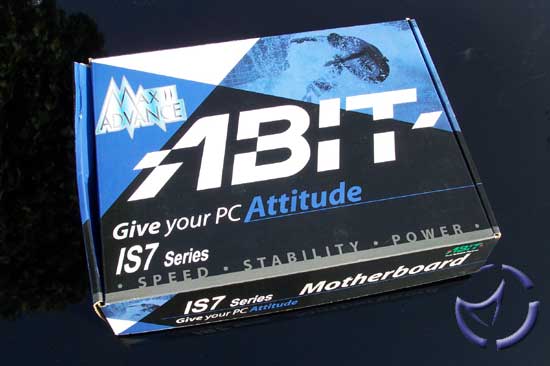 MAX II
ADVANCE
ABIT
Give your PC Attitude
IS7 Series
· SPEED · STABILITY · POWER ·
ABIT
IS7 Series
Motherboard
Give your PC Attitude